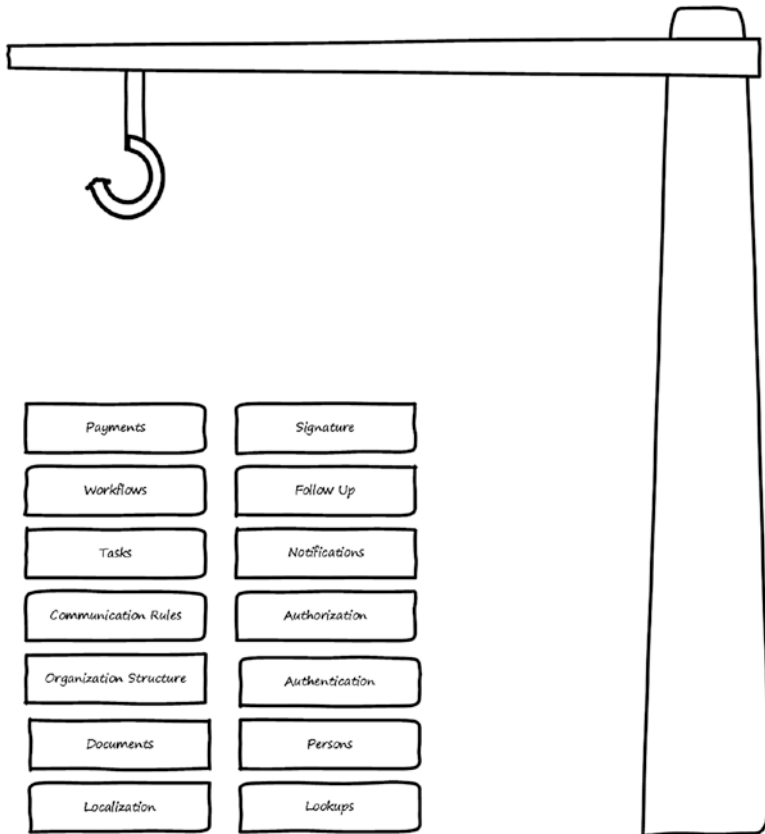 Payments
Signature
Workflows
Follow Up
Tasks
Notifications
Communication Rules
Authorization
Organization Structure
Authentication
Documents
Persons
Localization
Lookups